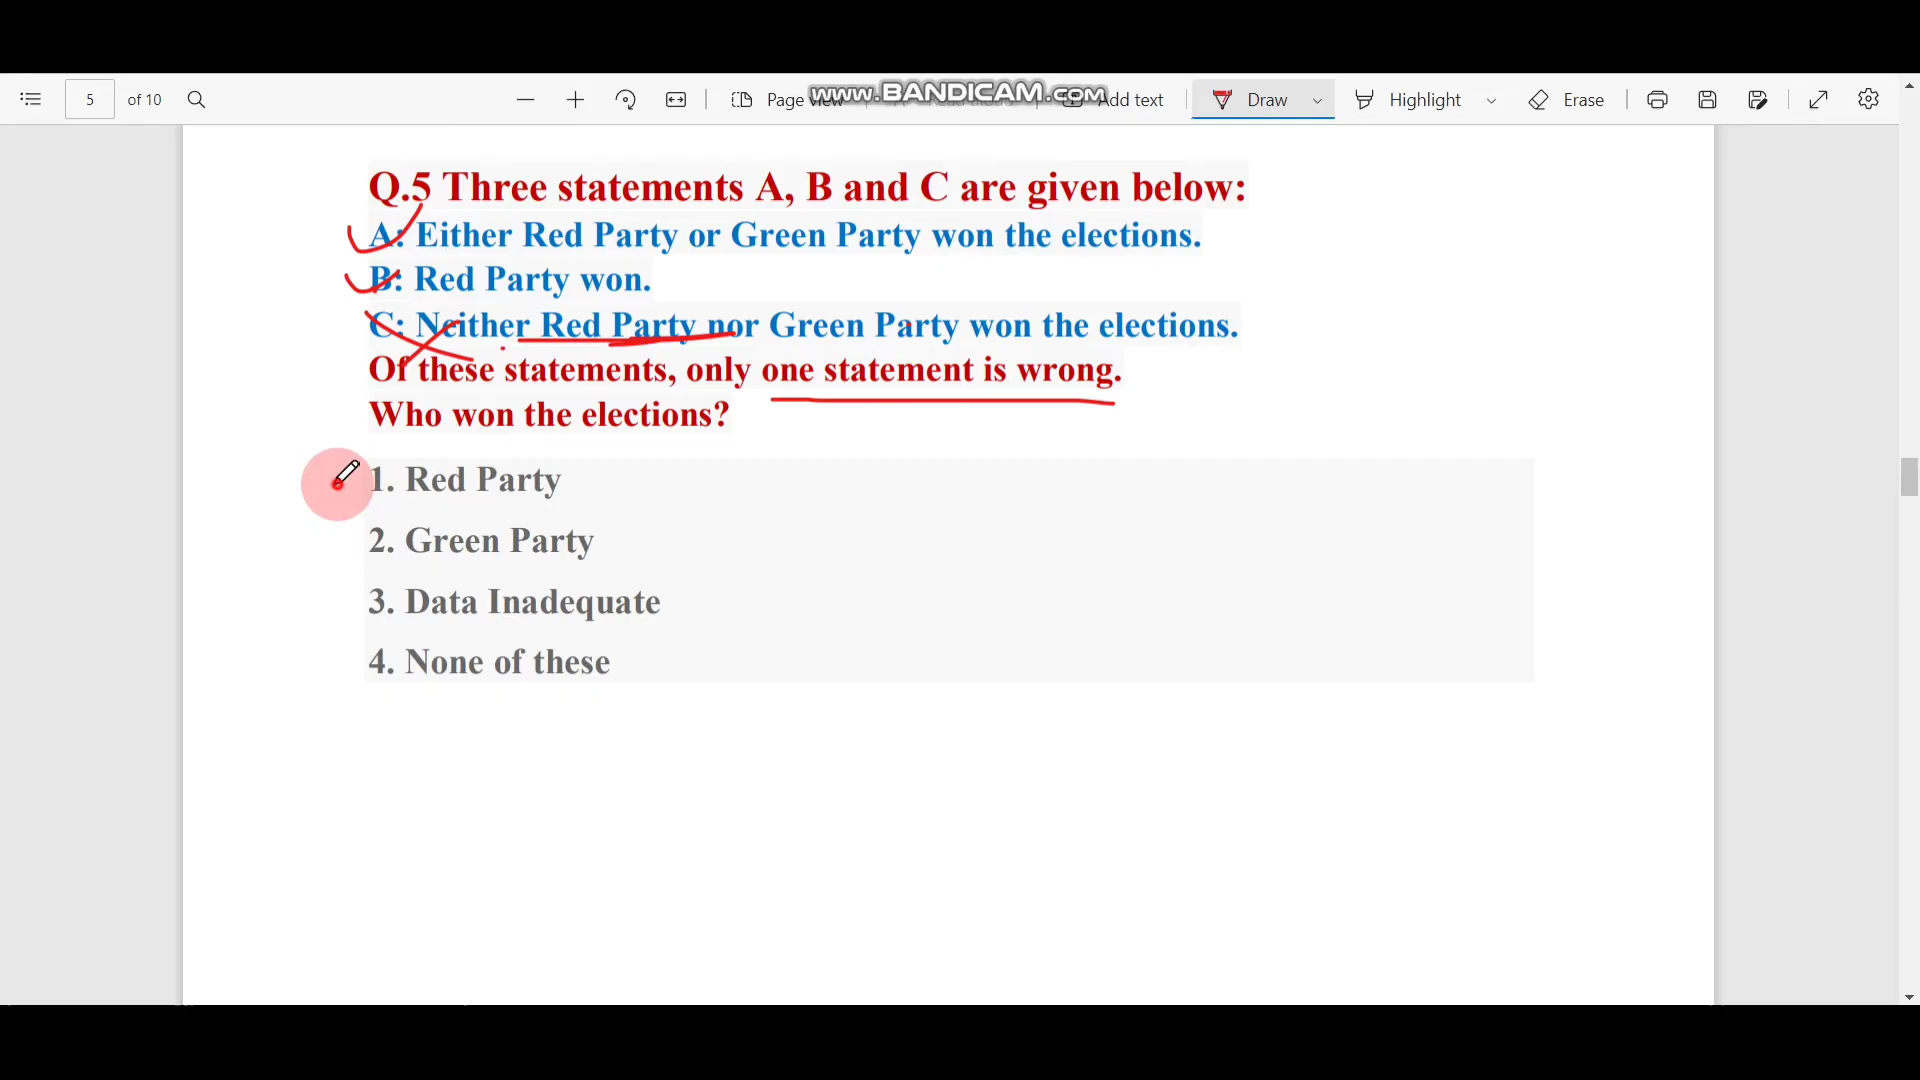 www.BANDICAM.com
5 of 10 Page view Add text Draw Highlight Erase
Q.5 Three statements A, B and C are given below:
A: Either Red Party or Green Party won the elections.
B: Red Party won.
C: Neither Red Party nor Green Party won the elections.
Of these statements, only one statement is wrong.
Who won the elections?
1. Red Party
2. Green Party
3. Data Inadequate
4. None of these